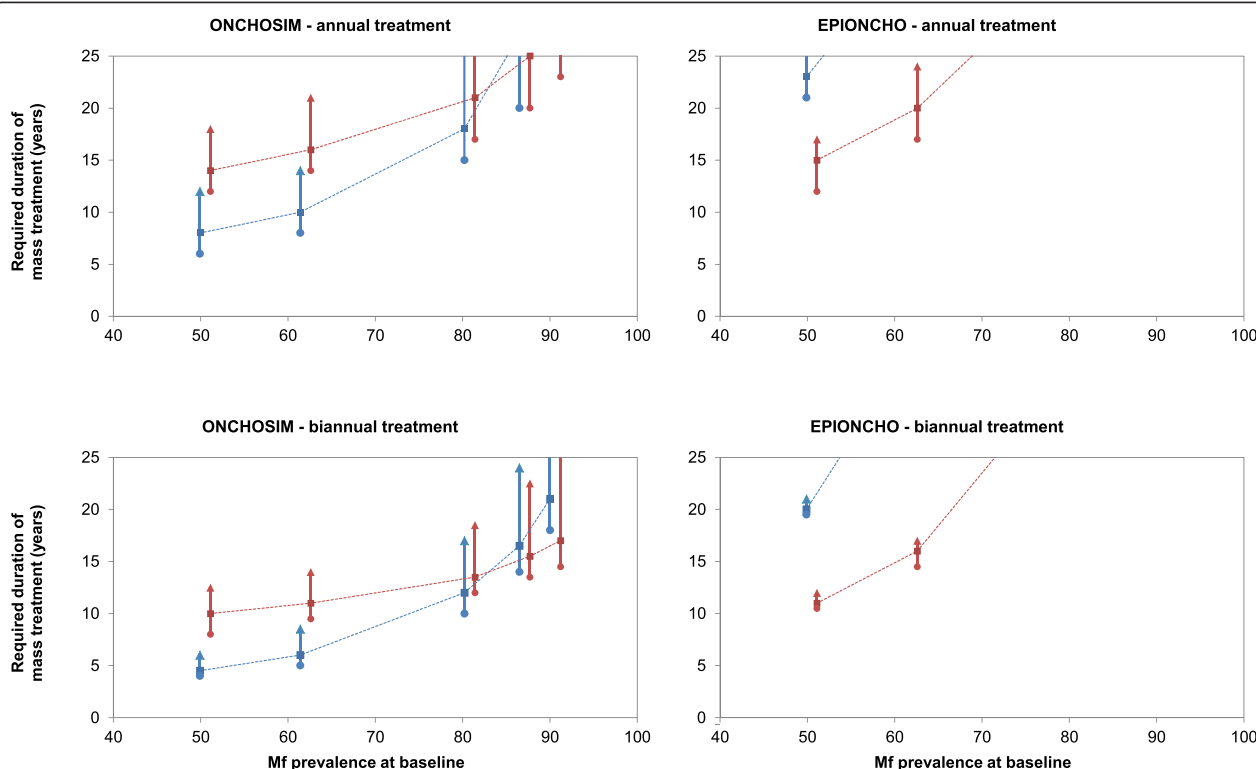 ONCHOSIM - annual treatment
Required duration of
mass treatment (years)
25
20
15
10
5
0
40 50 60 70 80 90 100
EPIONCHO - annual treatment
25
20
15
10
5
0
40 50 60 70 80 90 100
ONCHOSIM - biannual treatment
Required duration of
mass treatment (years)
25
20
15
10
5
0
40 50 60 70 80 90 100
Mf prevalence at baseline
EPIONCHO - biannual treatment
25
20
15
10
5
0
40 50 60 70 80 90 100
Mf prevalence at baseline